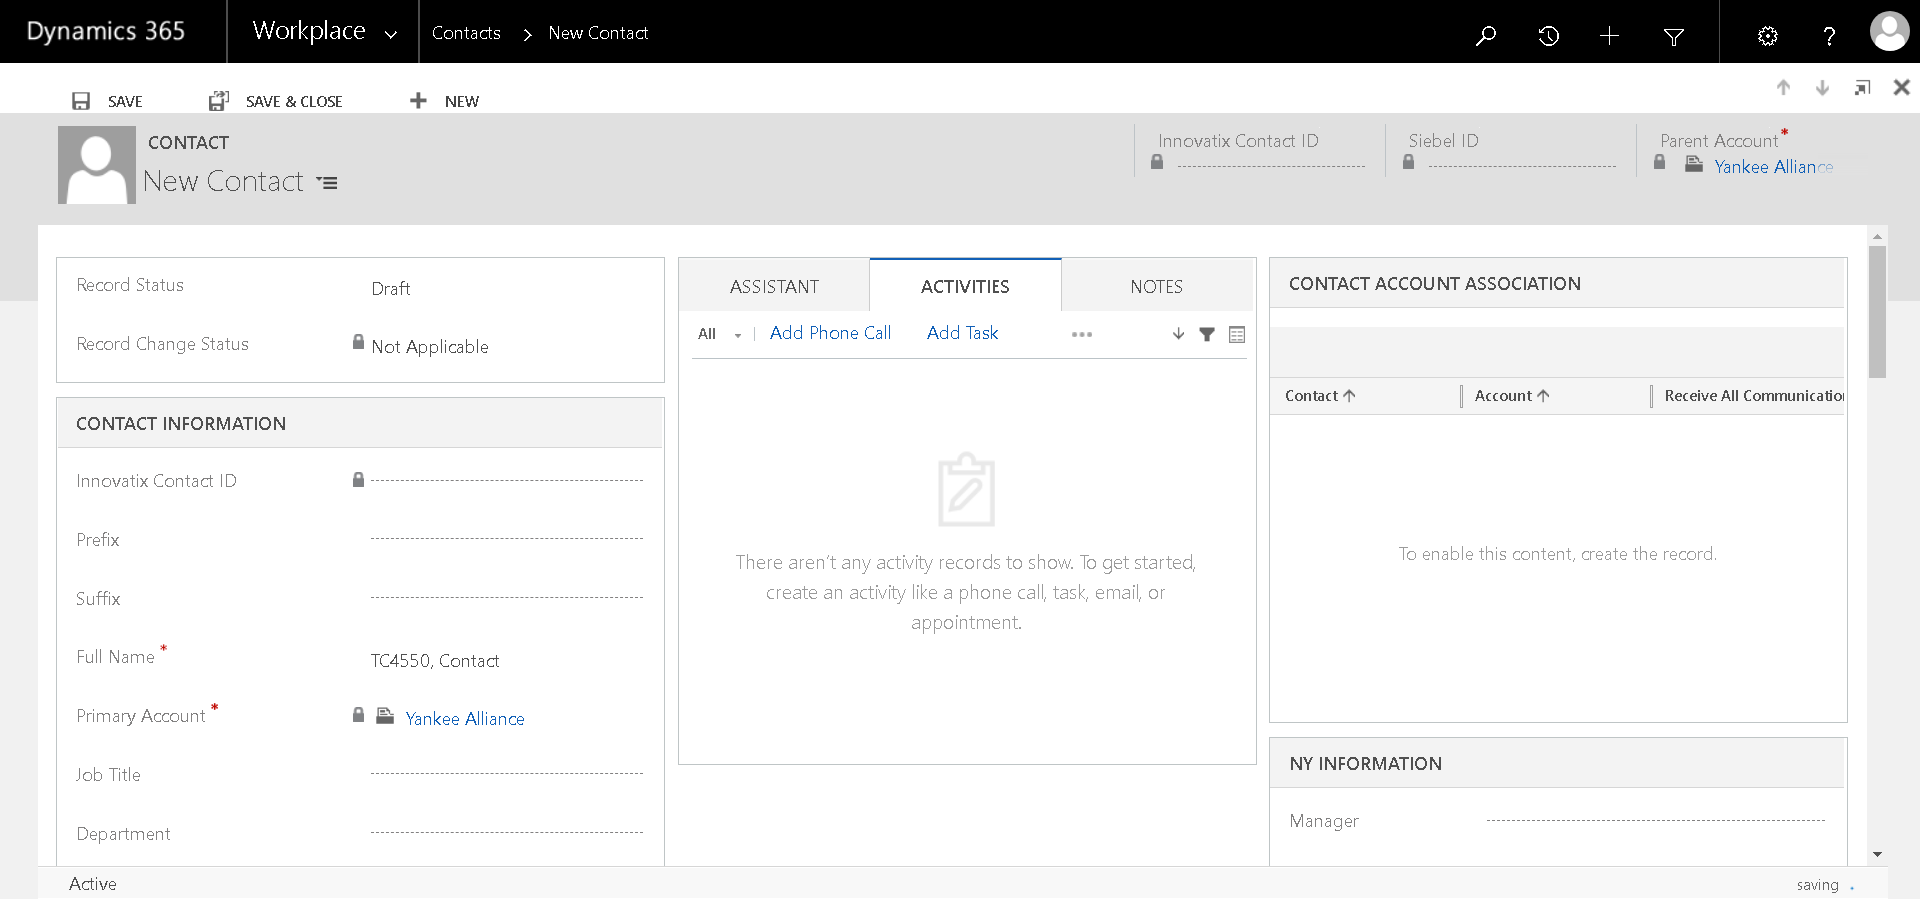 Dynamics 365
Workplace
Contacts > New Contact
SAVE
SAVE & CLOSE
NEW
CONTACT
New Contact
Innovatix Contact ID
Siebel ID
Parent Account*
Yankee Alliance
Record Status
Draft
Record Change Status
Not Applicable
CONTACT INFORMATION
Innovatix Contact ID
Prefix
Suffix
Full Name*
TC4550, Contact
Primary Account*
Yankee Alliance
Job Title
Department
ASSISTANT
ACTIVITIES
NOTES
All
Add Phone Call
Add Task
There aren't any activity records to show. To get started,
create an activity like a phone call, task, email, or
appointment.
CONTACT ACCOUNT ASSOCIATION
Contact
Account
Receive All Communication
To enable this content, create the record.
NY INFORMATION
Manager
Active
saving